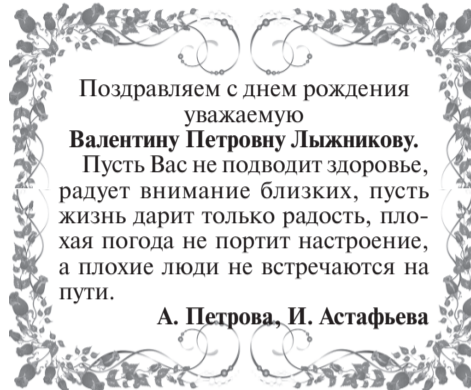 Поздравляем с днем рождения
уважаемую
Валентину Петровну Лыжникову.
Пусть Вас не подводит здоровье,
радует внимание близких, пусть
жизнь дарит только радость, пло-
хая погода не портит настроение,
а плохие люди не встречаются на
пути.
А. Петрова, И. Астафьева